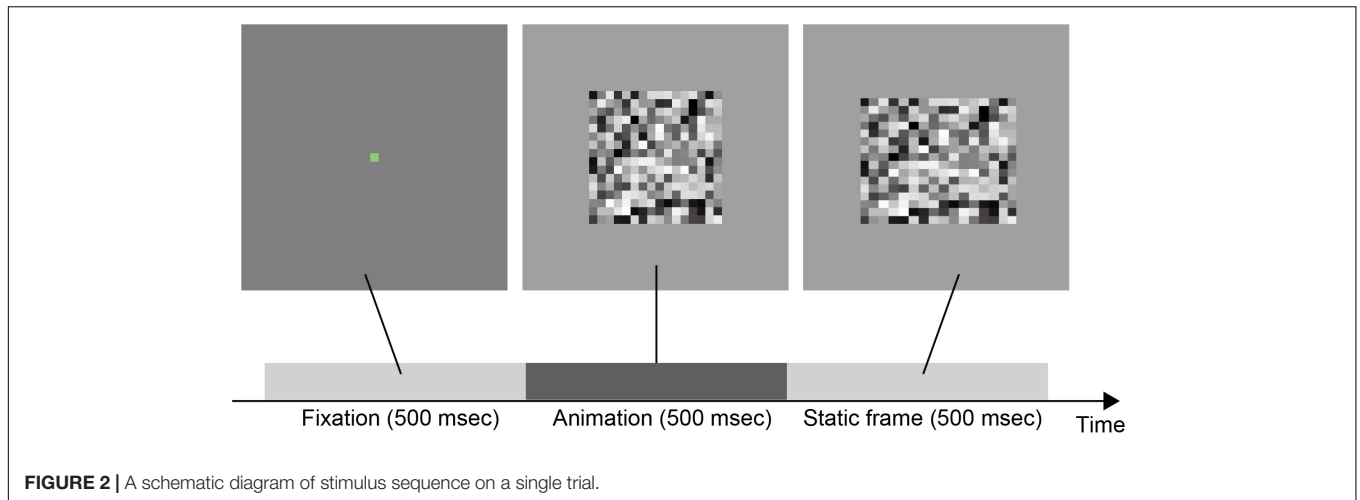 Fixation (500 msec) Animation (500 msec) Static frame (500 msec)
Time
FIGURE 2 | A schematic diagram of stimulus sequence on a single trial.